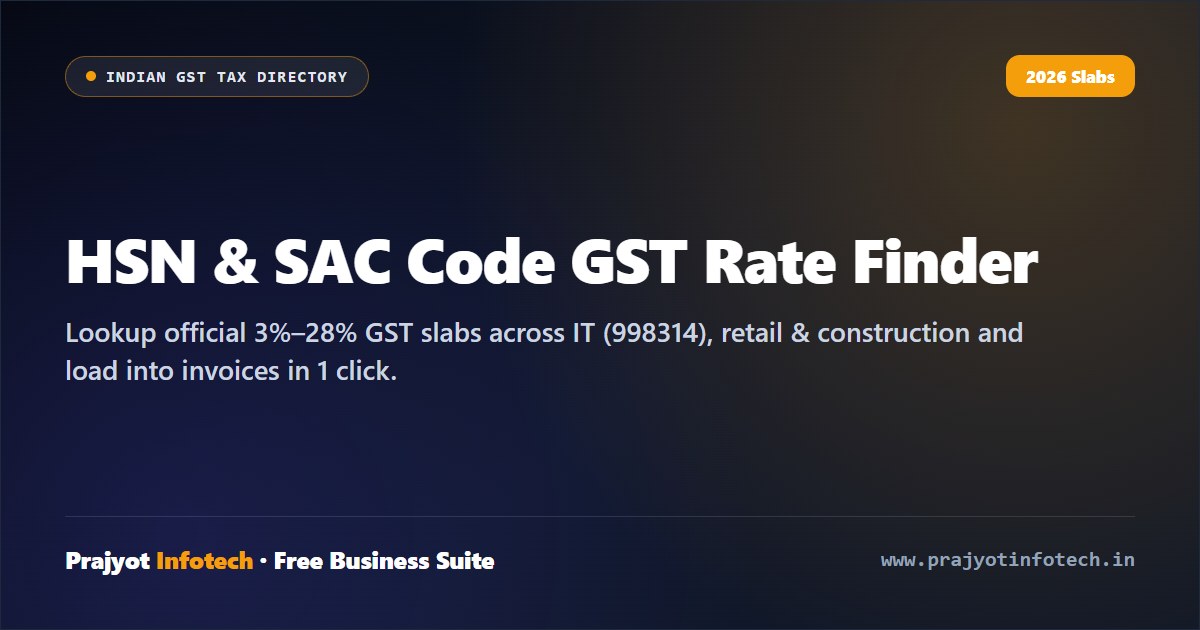 INDIAN GST TAX DIRECTORY
2026 Slabs
HSN & SAC Code GST Rate Finder
Lookup official 3%–28% GST slabs across IT (998314), retail & construction and
load into invoices in 1 click.
Prajyot Infotech · Free Business Suite
www.prajyotinfotech.in